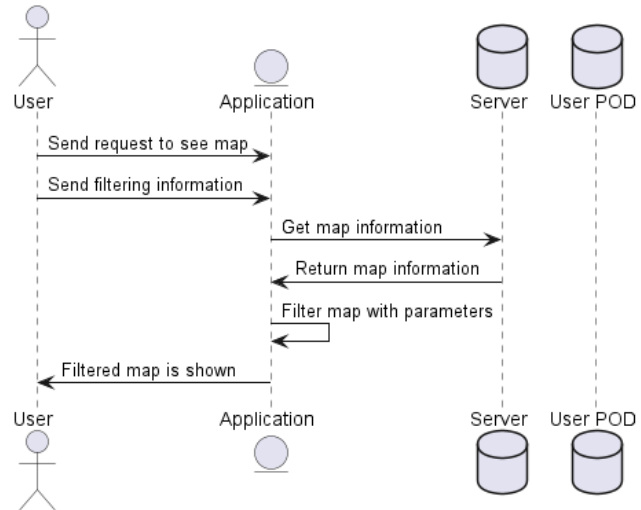 User
Application
Server
User POD
Send request to see map
Send filtering information
Get map information
Return map information
Filter map with parameters
Filtered map is shown
User
Application
Server
User POD